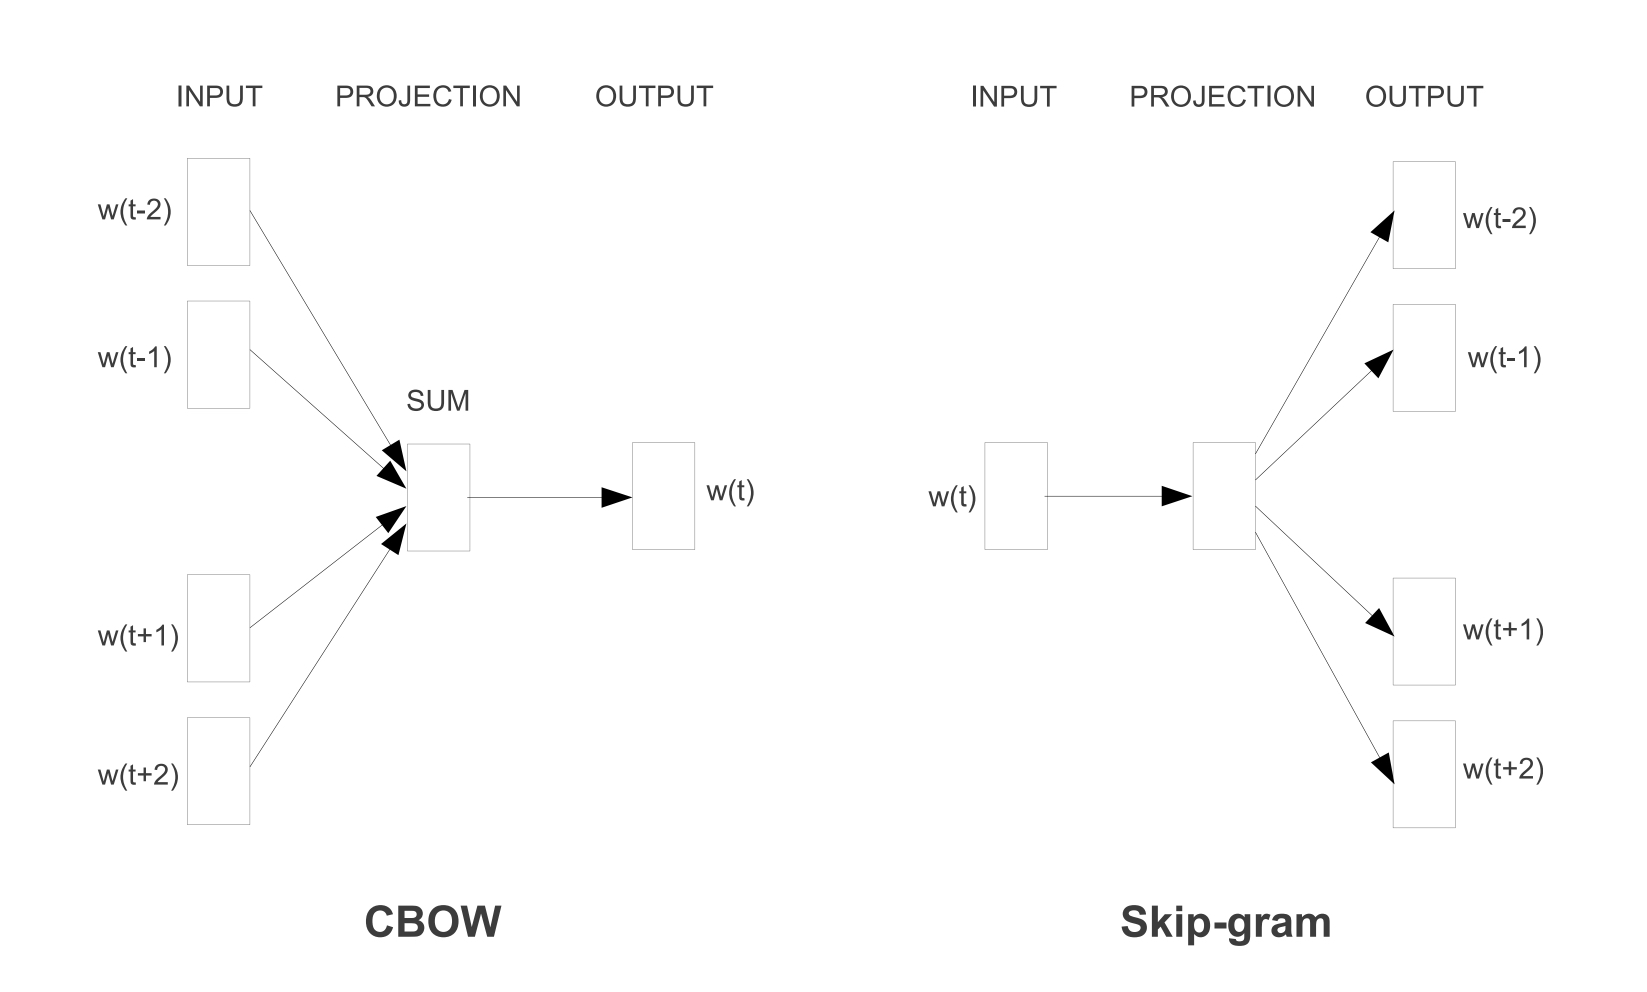 INPUT PROJECTION OUTPUT
w(t-2)
w(t-1)
SUM
w(t)
w(t+1)
w(t+2)
CBOW
INPUT PROJECTION OUTPUT
w(t-2)
w(t-1)
w(t)
w(t+1)
w(t+2)
Skip-gram